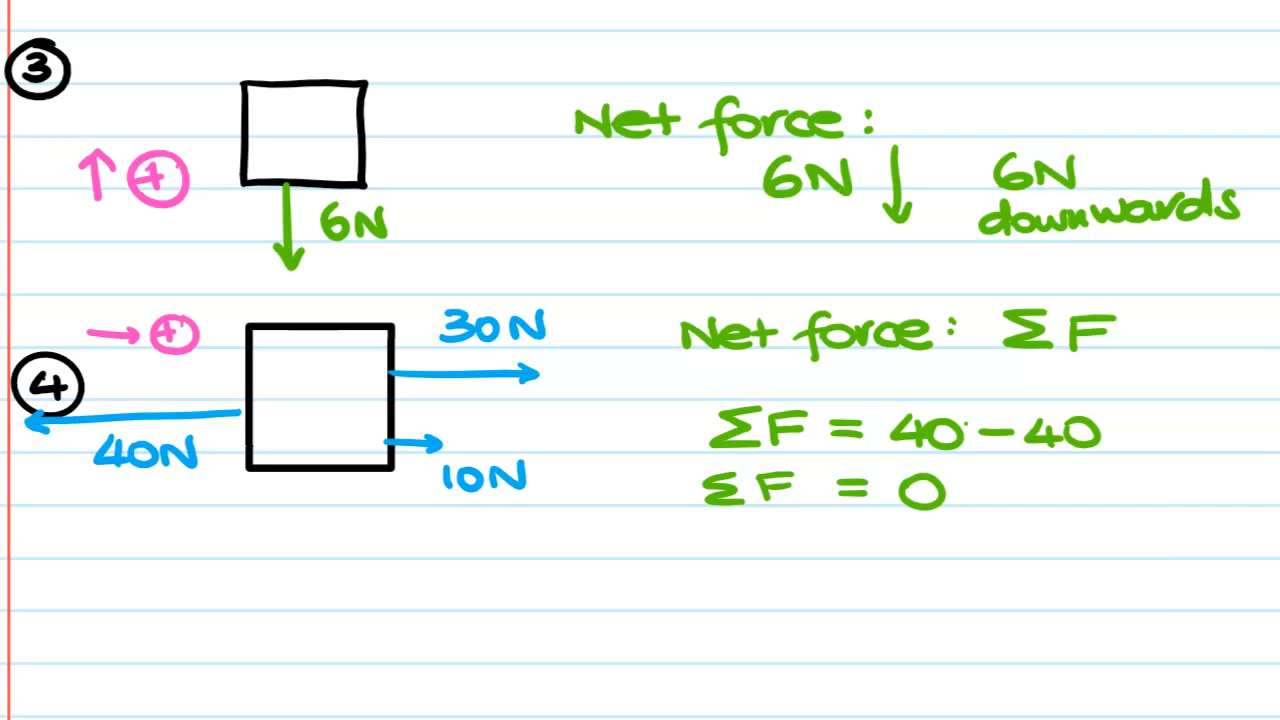 3
Net force:
↑ +
6N ↓ 6N
downwards
6N
→ +
30N
Net force: ΣF
4
40N
10N
ΣF = 40 - 40
ΣF = 0